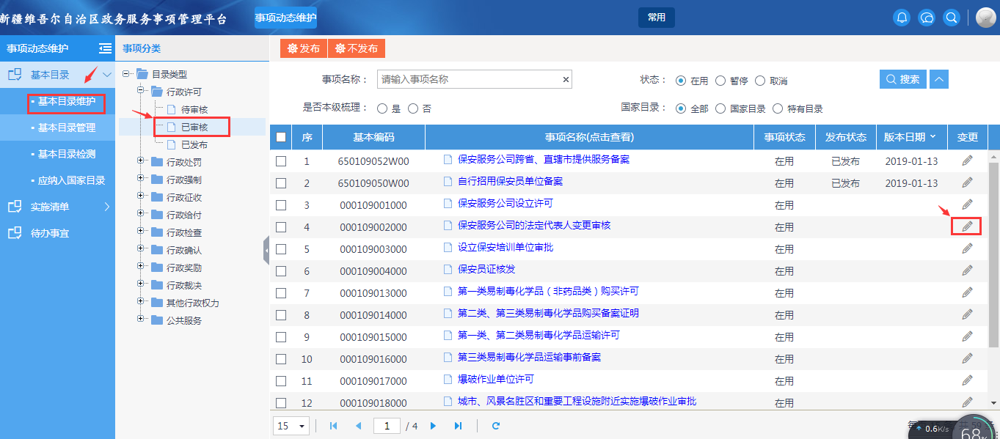 新疆维吾尔自治区政务服务事项管理平台
事项动态维护
常用
事项动态维护
基本目录
基本目录维护
基本目录管理
基本目录检测
应纳入国家目录
实施清单
待办事宜
事项分类
目录类型
行政许可
待审核
已审核
已发布
行政处罚
行政强制
行政征收
行政给付
行政检查
行政确认
行政奖励
行政裁决
其他行政权力
公共服务
发布 不发布
事项名称： 请输入事项名称 × 状态： 在用 暂停 取消 搜索
是否本级梳理： 是 否 国家目录： 全部 国家目录 特有目录
序 基本编码 事项名称(点击查看) 事项状态 发布状态 版本日期 变更
1 650109052W00 保安服务公司跨省、直辖市提供服务备案 在用 已发布 2019-01-13
2 650109050W00 自行招用保安员单位备案 在用 已发布 2019-01-13
3 000109001000 保安服务公司设立许可 在用
4 000109002000 保安服务公司的法定代表人变更审核 在用
5 000109003000 设立保安培训单位审批 在用
6 000109004000 保安员证核发 在用
7 000109013000 第一类易制毒化学品（非药品类）购买许可 在用
8 000109014000 第二类、第三类易制毒化学品购买备案证明 在用
9 000109015000 第一类、第二类易制毒化学品运输许可 在用
10 000109016000 第三类易制毒化学品运输事前备案 在用
11 000109017000 爆破作业单位许可 在用
12 000109018000 城市、风景名胜区和重要工程设施附近实施爆破作业审批 在用
15 1 / 4
0.6K/s
68%